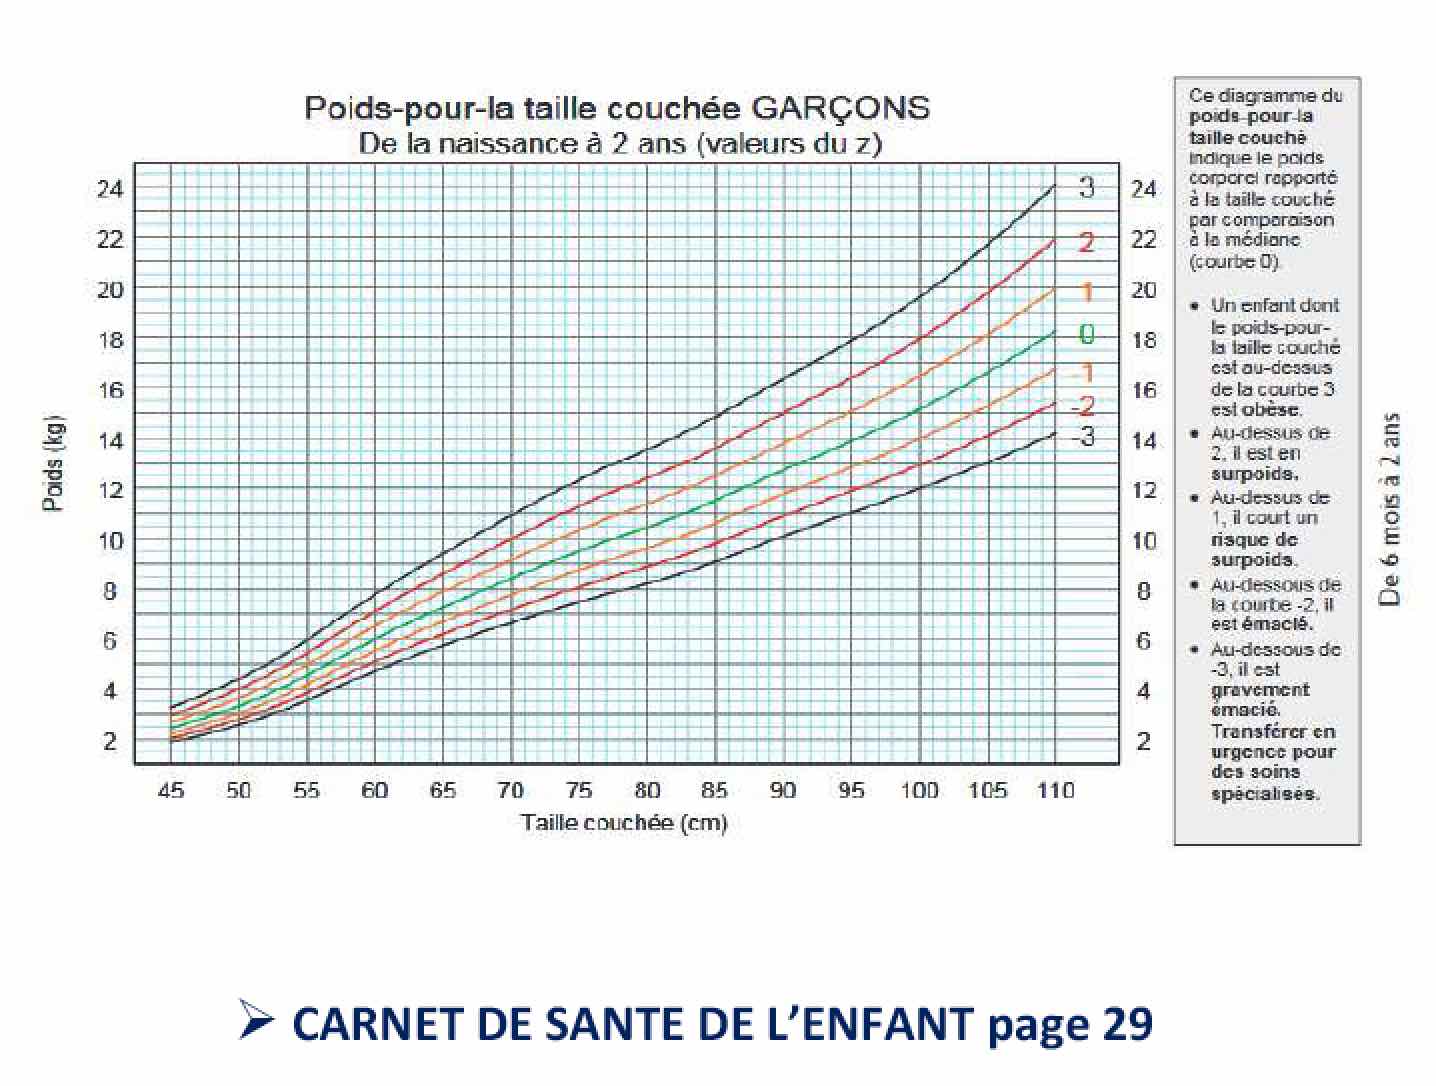 Poids-pour-la taille couchée GARÇONS
De la naissance à 2 ans (valeurs du z)
24
22
20
18
16
14
12
10
8
6
4
2
Poids (kg)
3
2
1
0
-1
-2
-3
24
22
20
18
16
14
12
10
8
6
4
2
45 50 55 60 65 70 75 80 85 90 95 100 105 110
Taille couchée (cm)
Ce diagramme du
poids-pour-la
taille couché
indique le poids
corporel rapporté
à la taille couché
par comparaison
à la médiane
(courbe 0).
• Un enfant dont
le poids-pour-
la taille couché
est au-dessus
de la courbe 3
est obèse.
• Au-dessus de
2, il est en
surpoids.
• Au-dessus de
1, il court un
risque de
surpoids.
• Au-dessous de
la courbe -2, il
est émacié.
• Au-dessous de
-3, il est
gravement
émacié.
Transférer en
urgence pour
des soins
spécialisés.
De 6 mois à 2 ans
➢ CARNET DE SANTE DE L’ENFANT page 29